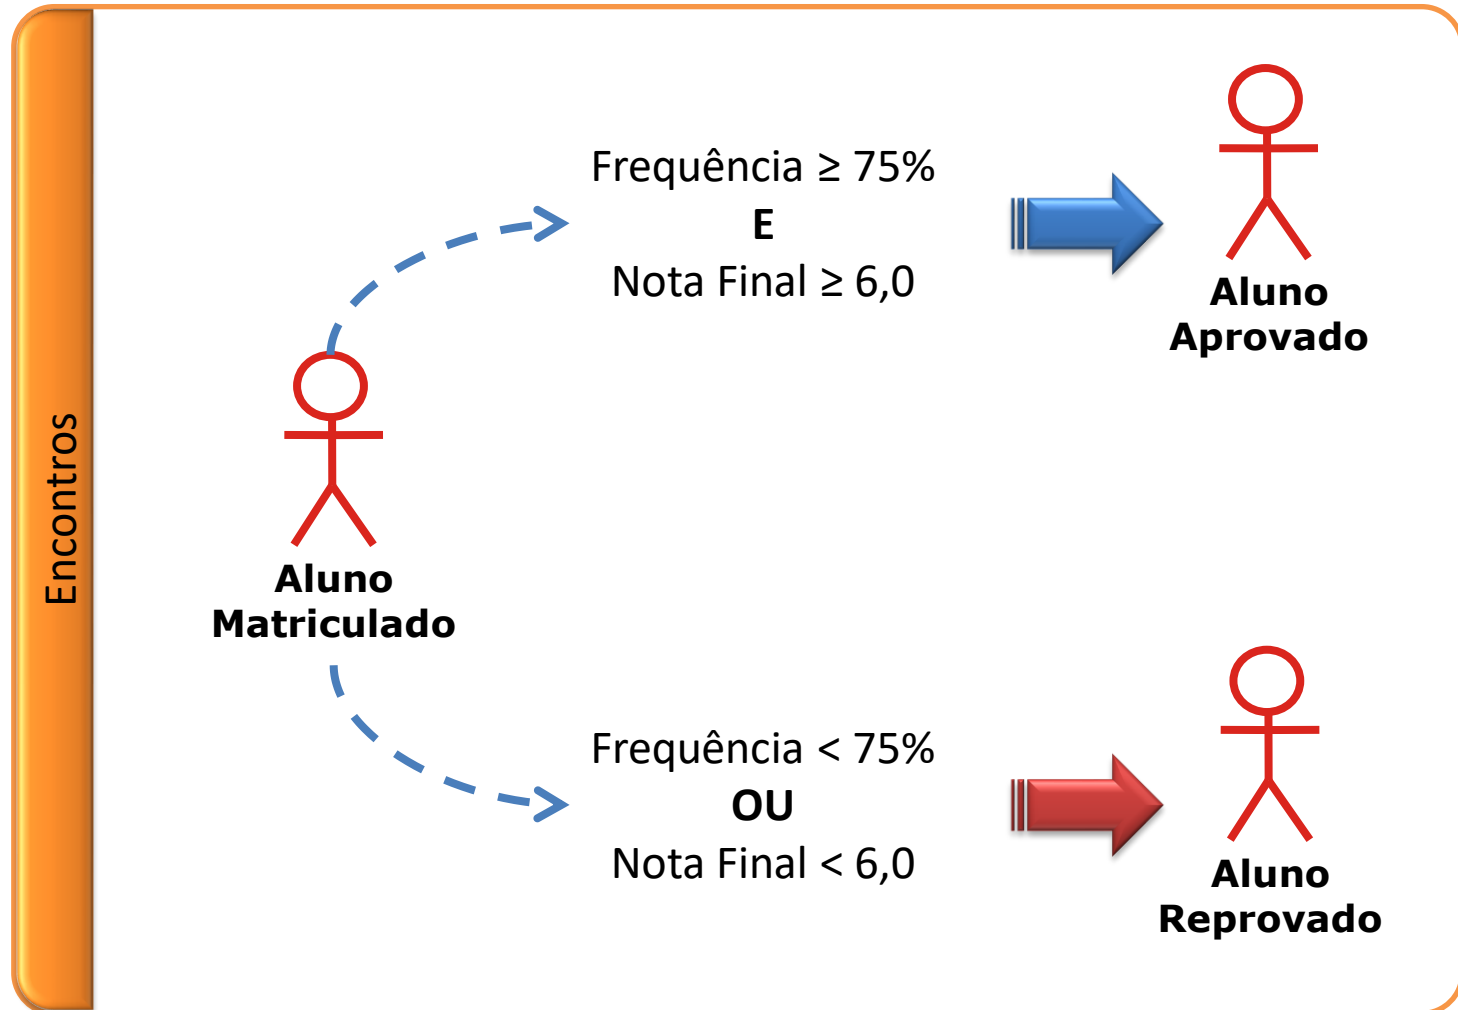 Encontros
Frequência ≥ 75%
E
Nota Final ≥ 6,0
Aluno
Aprovado
Aluno
Matriculado
Frequência < 75%
OU
Nota Final < 6,0
Aluno
Reprovado